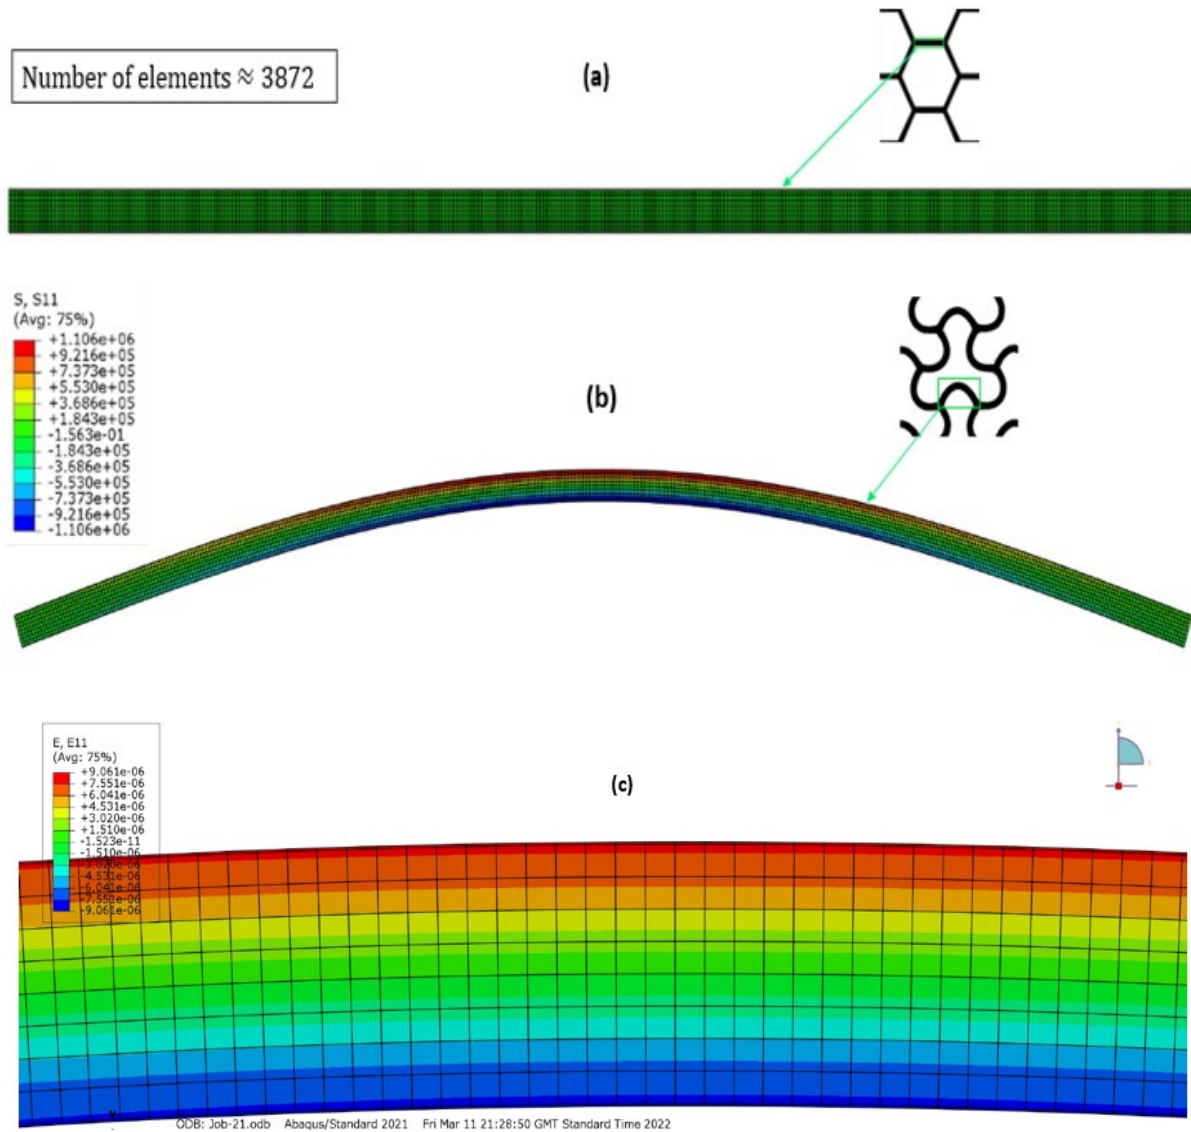 Number of elements ≈ 3872
(a)
S, S11
(Avg: 75%)
+1.106e+06
+9.216e+05
+7.373e+05
+5.530e+05
+3.686e+05
+1.843e+05
-1.563e-01
-1.843e+05
-3.686e+05
-5.530e+05
-7.373e+05
-9.216e+05
-1.106e+06
(b)
E, E11
(Avg: 75%)
+9.061e-06
+7.551e-06
+6.041e-06
+4.531e-06
+3.020e-06
+1.510e-06
-1.523e-11
-1.510e-06
-3.020e-06
-4.531e-06
-6.041e-06
-7.551e-06
-9.061e-06
(c)
ODB: Job-21.odb Abaqus/Standard 2021 Fri Mar 11 21:28:50 GMT Standard Time 2022